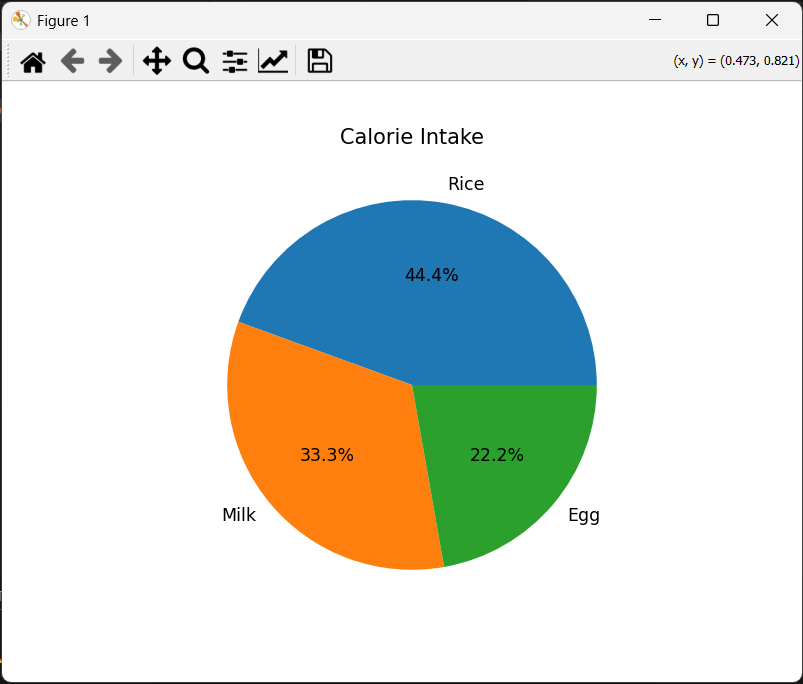 Figure 1
(x, y) = (0.473, 0.821)
Calorie Intake
Rice
44.4%
33.3%
22.2%
Milk
Egg